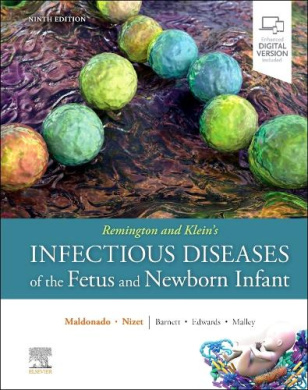 NINTH EDITION
Enhanced
DIGITAL
VERSION
Included
Remington and Klein's
INFECTIOUS DISEASES
of the Fetus and Newborn Infant
Maldonado • Nizet | Barnett • Edwards • Malley
ELSEVIER